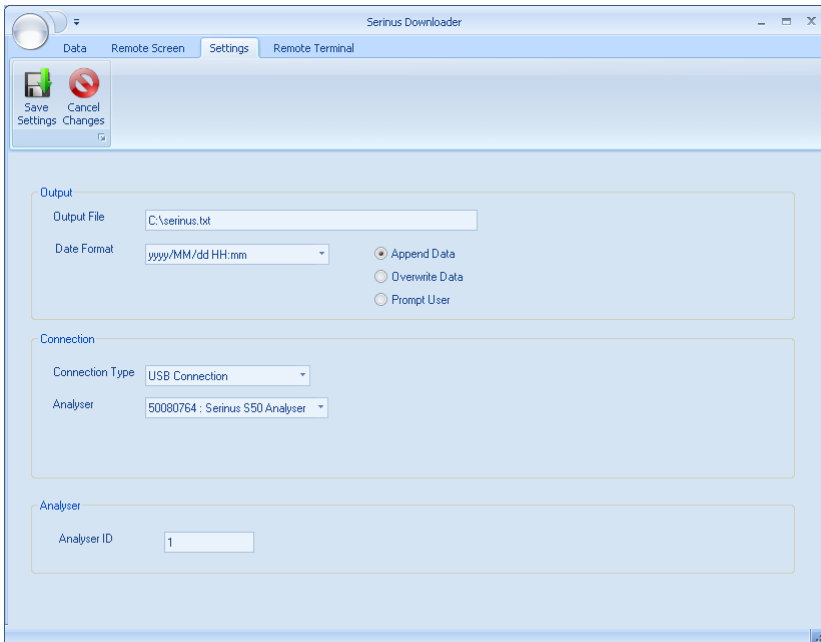 Serinus Downloader
Data Remote Screen Settings Remote Terminal
Save Settings
Cancel Changes
Output
Output File C:\serinus.txt
Date Format yyyy/MM/dd HH:mm
Append Data
Overwrite Data
Prompt User
Connection
Connection Type USB Connection
Analyser 50080764 : Serinus S50 Analyser
Analyser
Analyser ID 1